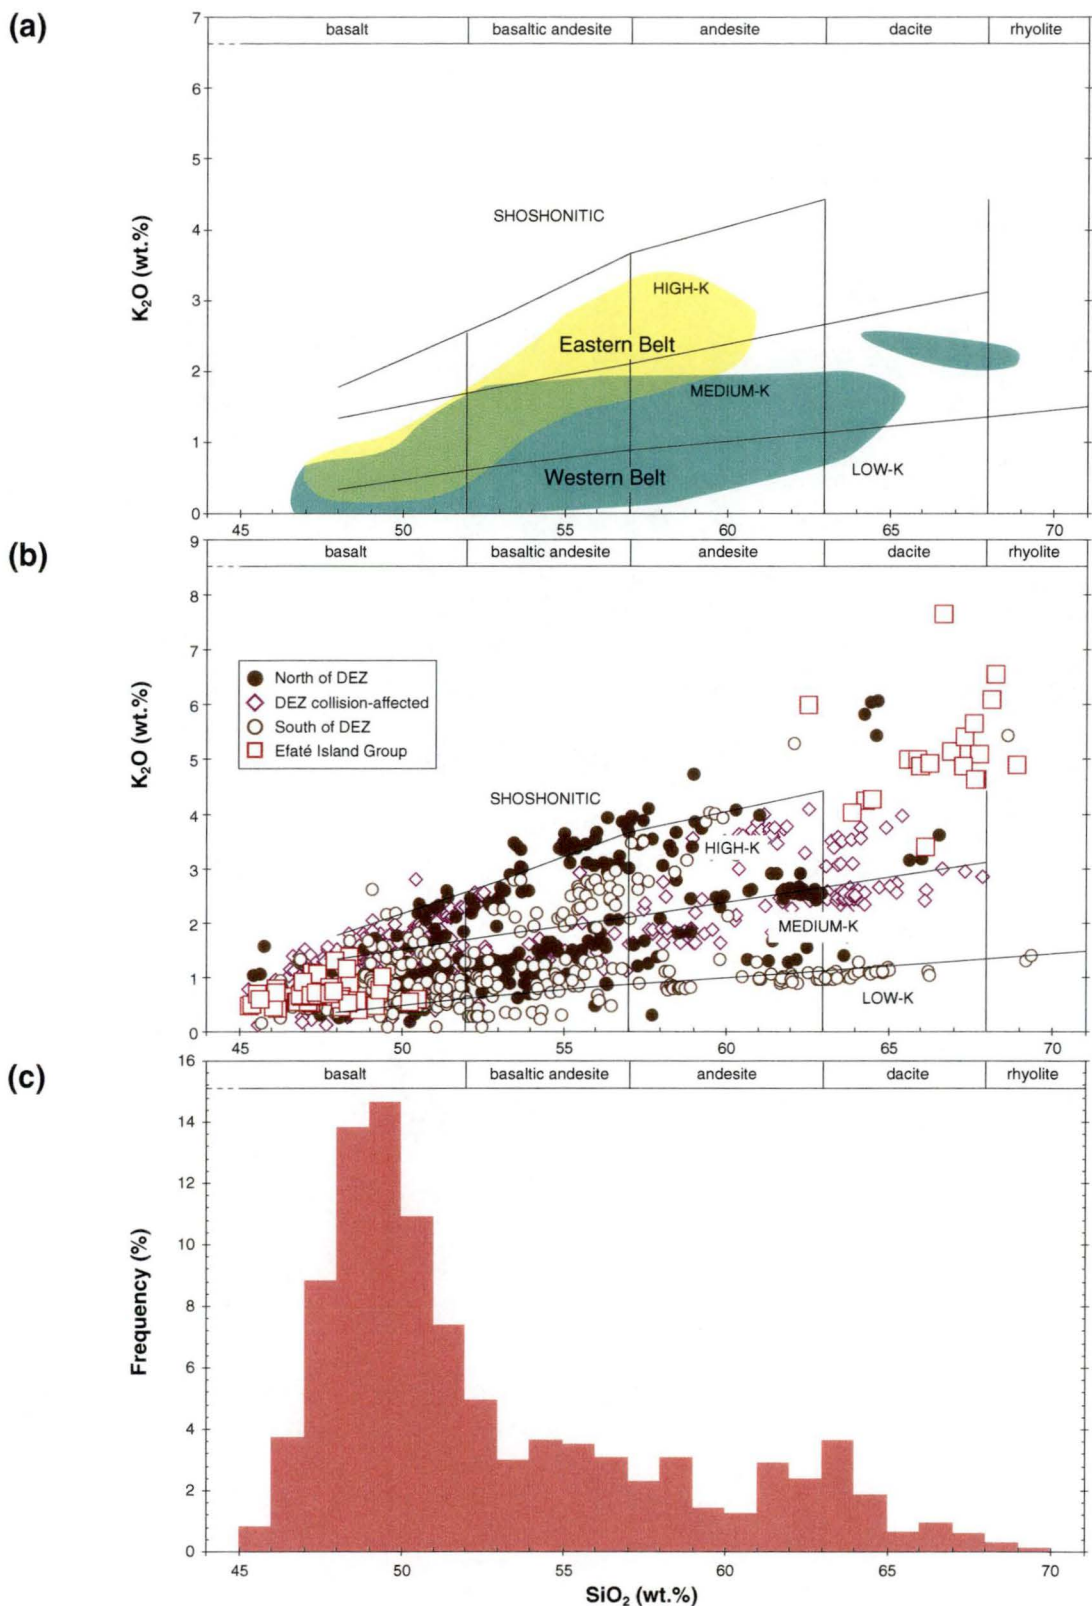 (a)
7
6
5
4
3
2
1
0
K2O (wt.%)
basalt
basaltic andesite
andesite
dacite
rhyolite
SHOSHONITIC
HIGH-K
Eastern Belt
MEDIUM-K
Western Belt
LOW-K
45
50
55
60
65
70
(b)
9
8
7
6
5
4
3
2
1
0
K2O (wt.%)
basalt
basaltic andesite
andesite
dacite
rhyolite
North of DEZ
DEZ collision-affected
South of DEZ
Efaté Island Group
SHOSHONITIC
HIGH-K
MEDIUM-K
LOW-K
45
50
55
60
65
70
(c)
16
14
12
10
8
6
4
2
0
Frequency (%)
basalt
basaltic andesite
andesite
dacite
rhyolite
45
50
55
60
65
70
SiO2 (wt.%)